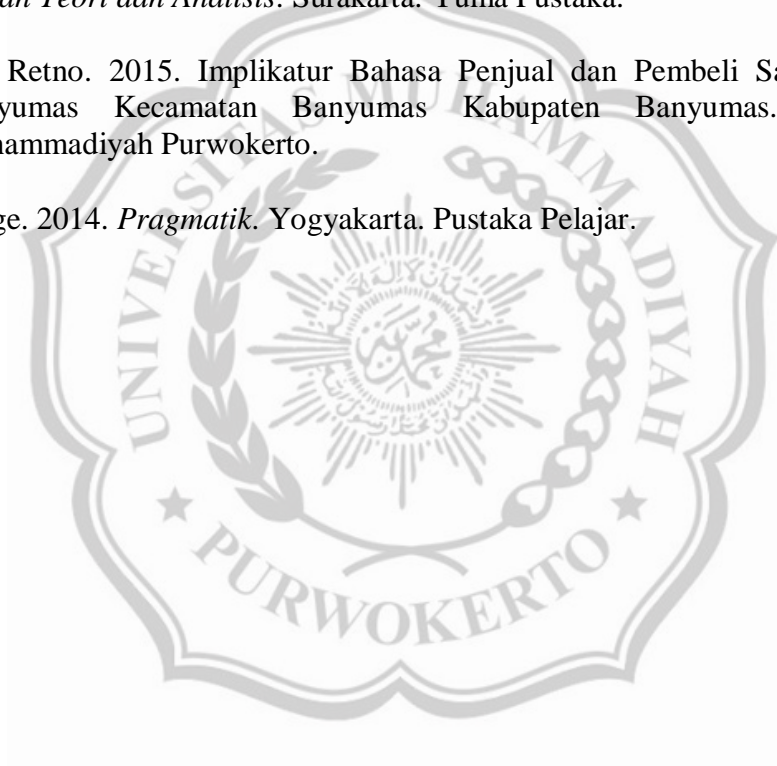 an Teori dan Analisis. Surakarta. Yuma Pustaka.
Retno. 2015. Implikatur Bahasa Penjual dan Pembeli Sa
yumas Kecamatan Banyumas Kabupaten Banyumas.
hammadiyah Purwokerto.
ge. 2014. Pragmatik. Yogyakarta. Pustaka Pelajar.
UNIVERSITAS MUHAMMADIYAH
PURWOKERTO